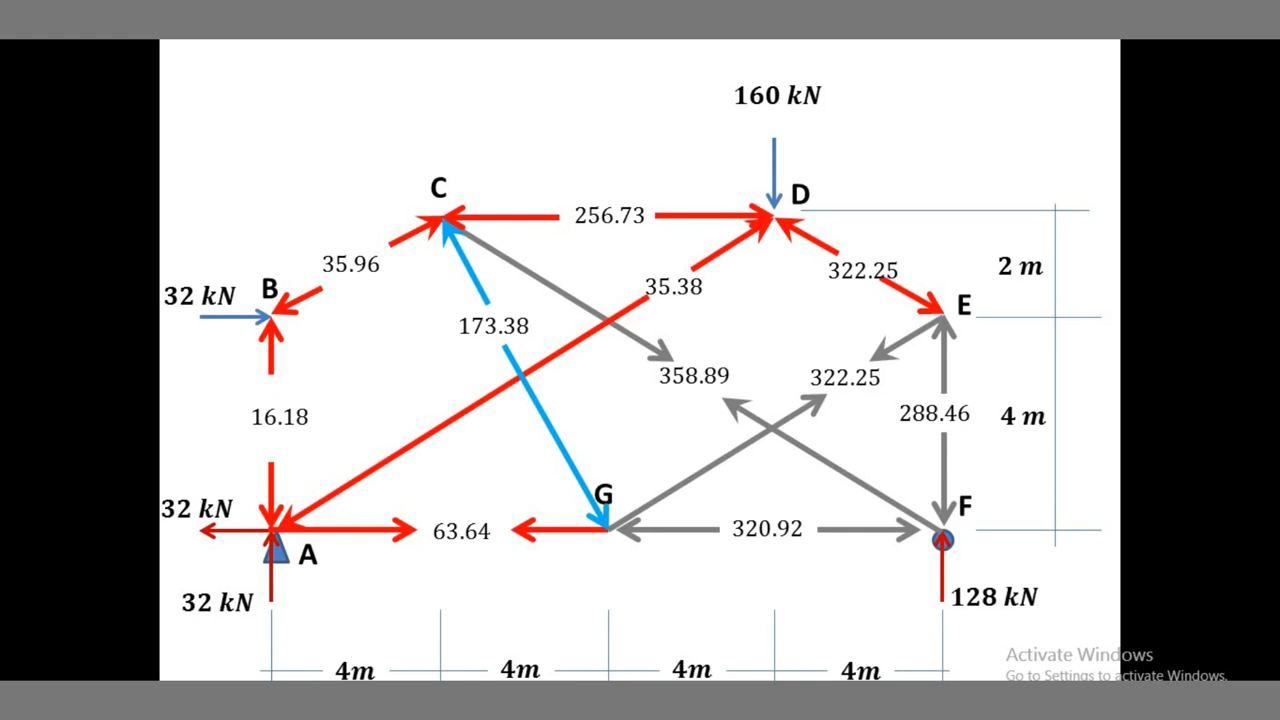 160 kN
C
D
256.73
35.96
35.38
322.25
2 m
32 kN
B
E
173.38
358.89
322.25
16.18
288.46
4 m
G
F
32 kN
63.64
320.92
A
32 kN
128 kN
4m
4m
4m
4m
Activate Windows
Go to Settings to activate Windows.